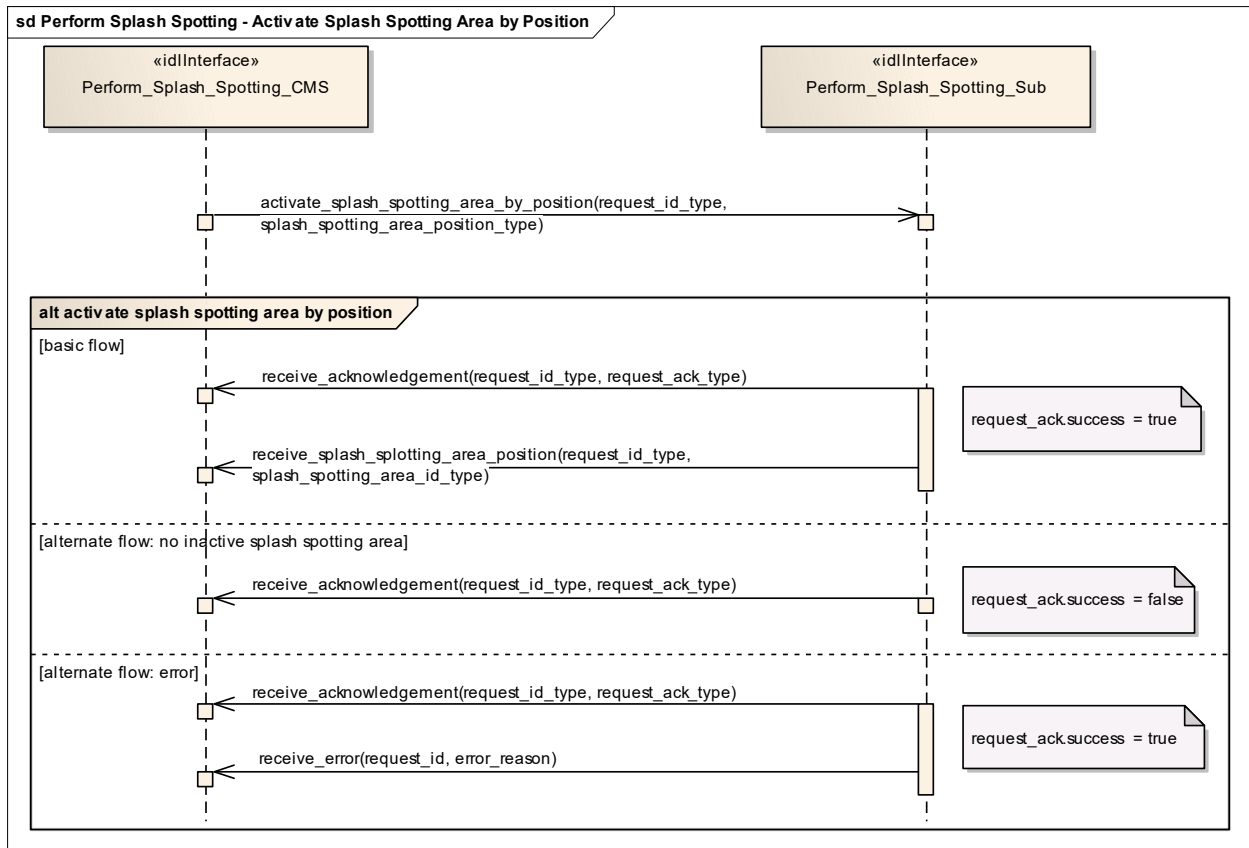 sd Perform Splash Spotting - Activate Splash Spotting Area by Position
«idlInterface»
Perform_Splash_Spotting_CMS
«idlInterface»
Perform_Splash_Spotting_Sub
activate_splash_spotting_area_by_position(request_id_type,
splash_spotting_area_position_type)
alt activate splash spotting area by position
[basic flow]
receive_acknowledgement(request_id_type, request_ack_type)
request_ack.success = true
receive_splash_splotting_area_position(request_id_type,
splash_spotting_area_id_type)
[alternate flow: no inactive splash spotting area]
receive_acknowledgement(request_id_type, request_ack_type)
request_ack.success = false
[alternate flow: error]
receive_acknowledgement(request_id_type, request_ack_type)
request_ack.success = true
receive_error(request_id, error_reason)